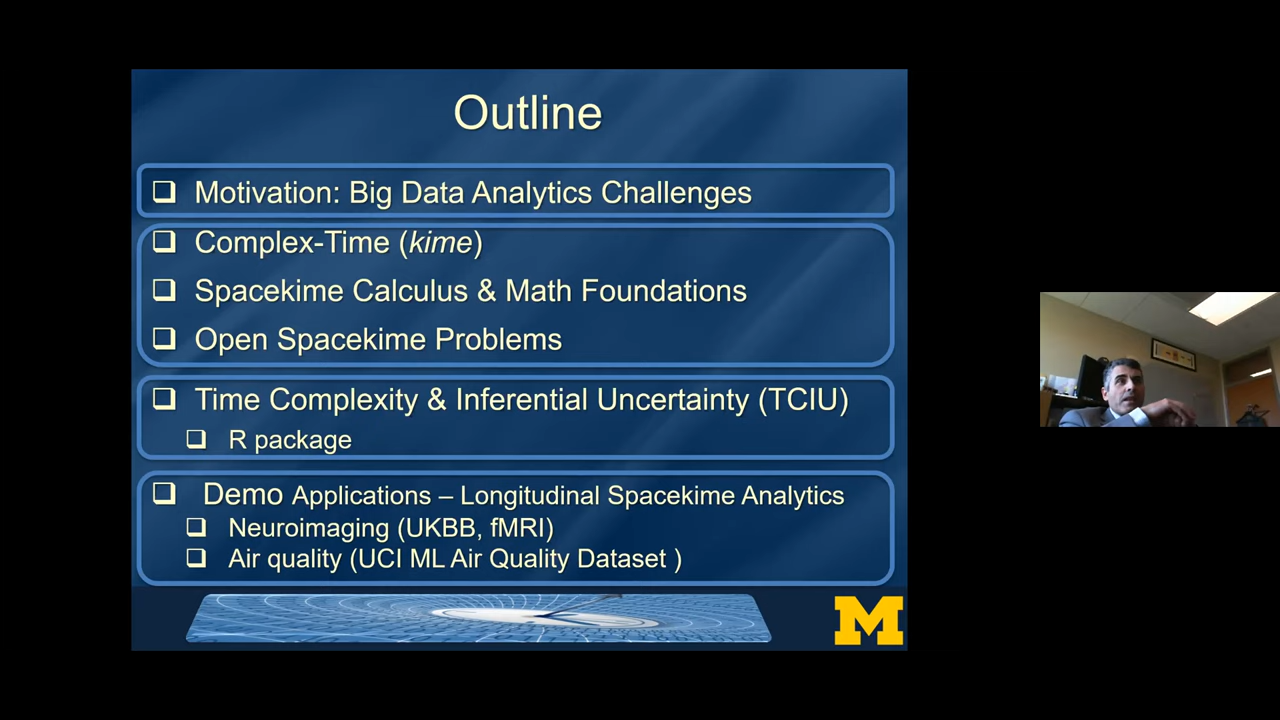 Outline
Motivation: Big Data Analytics Challenges
Complex-Time (kime)
Spacekime Calculus & Math Foundations
Open Spacekime Problems
Time Complexity & Inferential Uncertainty (TCIU)
R package
Demo Applications – Longitudinal Spacekime Analytics
Neuroimaging (UKBB, fMRI)
Air quality (UCI ML Air Quality Dataset )
M